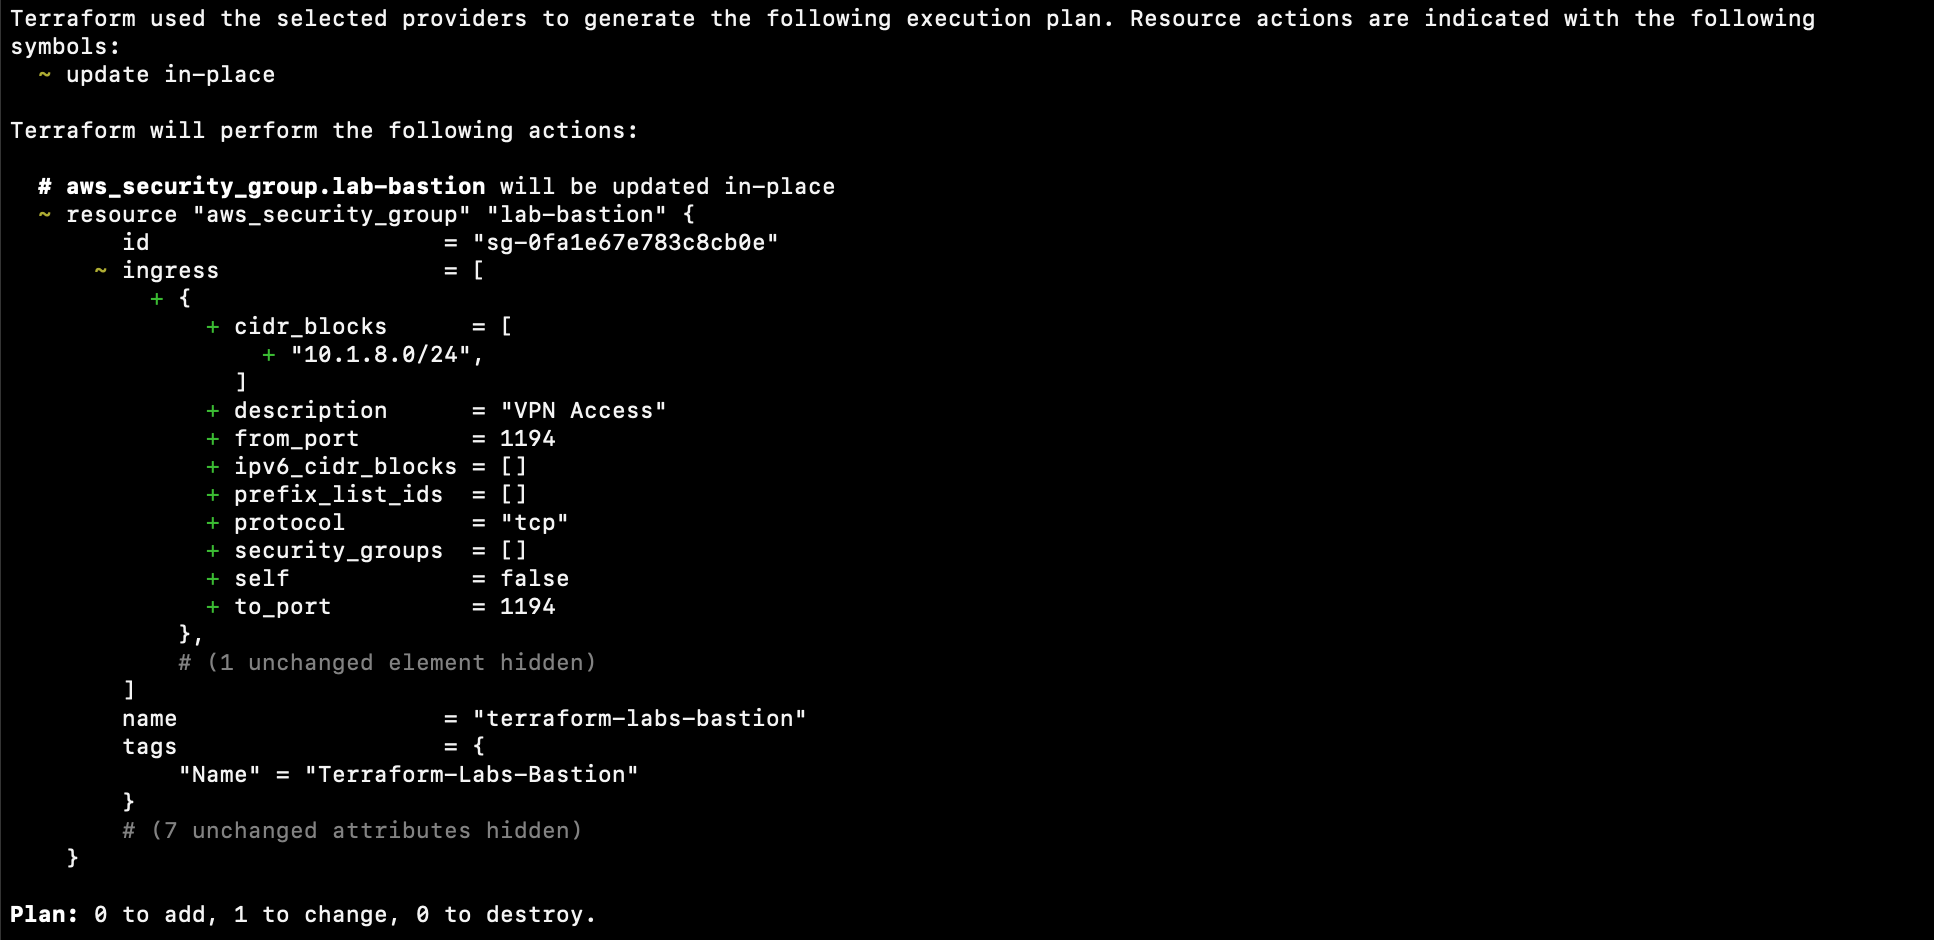 Terraform used the selected providers to generate the following execution plan. Resource actions are indicated with the following
symbols:
  ~ update in-place

Terraform will perform the following actions:

  # aws_security_group.lab-bastion will be updated in-place
  ~ resource "aws_security_group" "lab-bastion" {
        id                     = "sg-0fa1e67e783c8cb0e"
      ~ ingress                = [
          + {
              + cidr_blocks      = [
                  + "10.1.8.0/24",
                ]
              + description      = "VPN Access"
              + from_port        = 1194
              + ipv6_cidr_blocks = []
              + prefix_list_ids  = []
              + protocol         = "tcp"
              + security_groups  = []
              + self             = false
              + to_port          = 1194
            },
            # (1 unchanged element hidden)
        ]
        name                   = "terraform-labs-bastion"
        tags                   = {
            "Name" = "Terraform-Labs-Bastion"
        }
        # (7 unchanged attributes hidden)
    }

Plan: 0 to add, 1 to change, 0 to destroy.